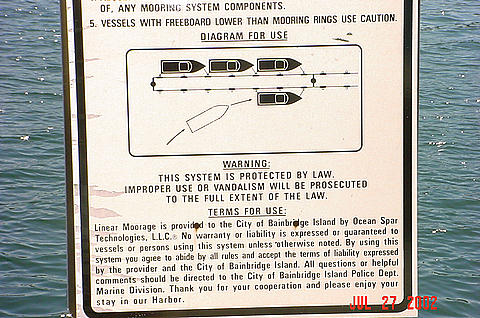 OF, ANY MOORING SYSTEM COMPONENTS.
5. VESSELS WITH FREEBOARD LOWER THAN MOORING RINGS USE CAUTION.
DIAGRAM FOR USE
WARNING:
THIS SYSTEM IS PROTECTED BY LAW.
IMPROPER USE OR VANDALISM WILL BE PROSECUTED
TO THE FULL EXTENT OF THE LAW.
TERMS FOR USE:
Linear Moorage is provided to the City of Bainbridge Island by Ocean Spar
Technologies, L.L.C. No warranty or liability is expressed or guaranteed to
vessels or persons using this system unless otherwise noted. By using this
system you agree to abide by all rules and accept the terms of liability expressed
by the provider and the City of Bainbridge Island. All questions or helpful
comments should be directed to the City of Bainbridge Island Police Dept.
Marine Division. Thank you for your cooperation and please enjoy your
stay in our Harbor.
JUL 27 2002